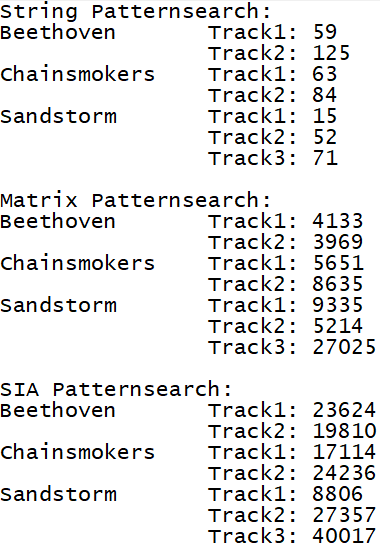 String Patternsearch:
Beethoven Track1: 59
Track2: 125
Chainsmokers Track1: 63
Track2: 84
Sandstorm Track1: 15
Track2: 52
Track3: 71
Matrix Patternsearch:
Beethoven Track1: 4133
Track2: 3969
Chainsmokers Track1: 5651
Track2: 8635
Sandstorm Track1: 9335
Track2: 5214
Track3: 27025
SIA Patternsearch:
Beethoven Track1: 23624
Track2: 19810
Chainsmokers Track1: 17114
Track2: 24236
Sandstorm Track1: 8806
Track2: 27357
Track3: 40017